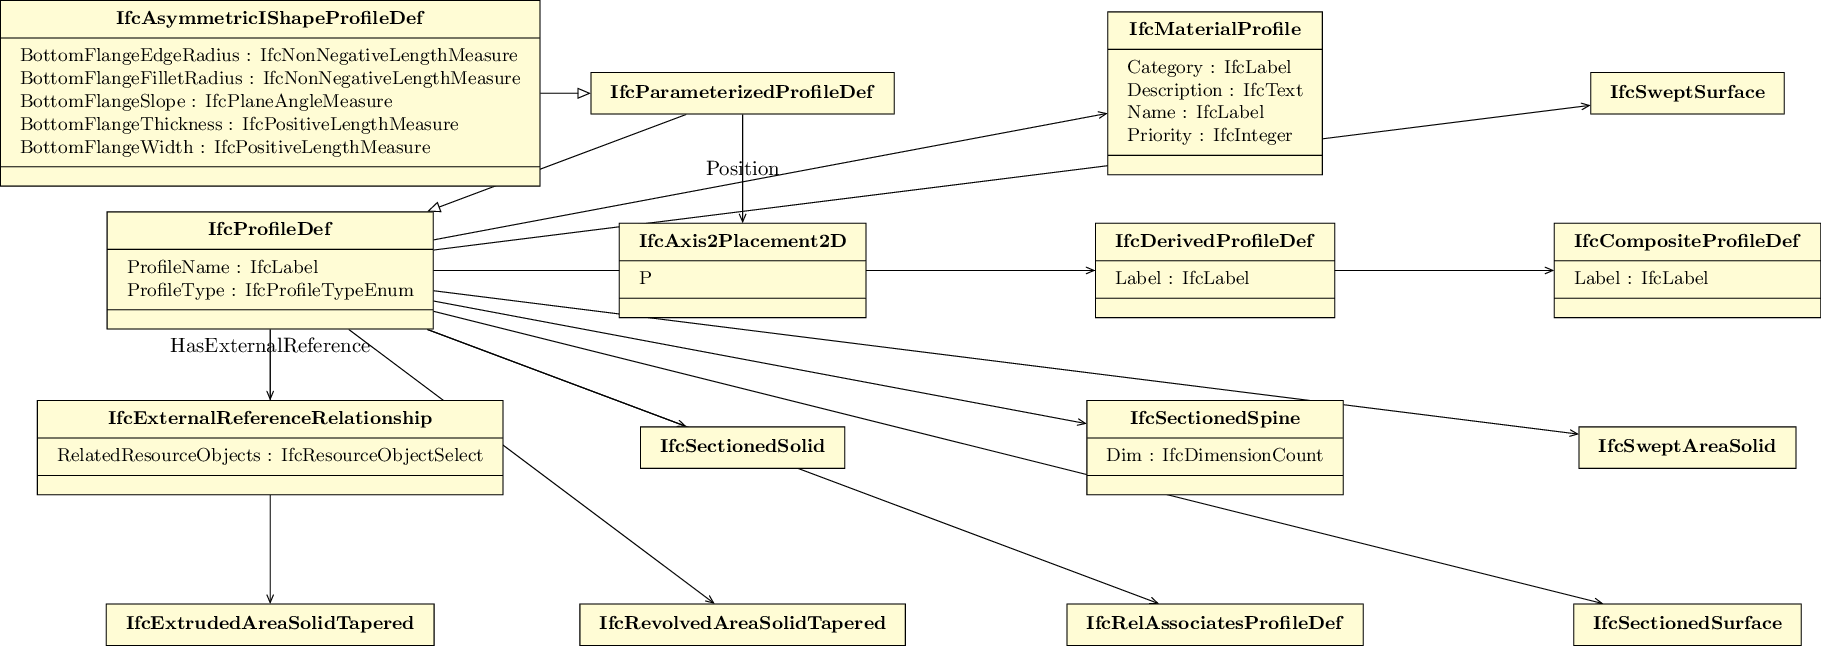 IfcAsymmetricIShapeProfileDef
BottomFlangeEdgeRadius : IfcNonNegativeLengthMeasure
BottomFlangeFilletRadius : IfcNonNegativeLengthMeasure
BottomFlangeSlope : IfcPlaneAngleMeasure
BottomFlangeThickness : IfcPositiveLengthMeasure
BottomFlangeWidth : IfcPositiveLengthMeasure
IfcParameterizedProfileDef
IfcMaterialProfile
Category : IfcLabel
Description : IfcText
Name : IfcLabel
Priority : IfcInteger
IfcSweptSurface
Position
IfcProfileDef
ProfileName : IfcLabel
ProfileType : IfcProfileTypeEnum
IfcAxis2Placement2D
P
IfcDerivedProfileDef
Label : IfcLabel
IfcCompositeProfileDef
Label : IfcLabel
HasExternalReference
IfcExternalReferenceRelationship
RelatedResourceObjects : IfcResourceObjectSelect
IfcSectionedSolid
IfcSectionedSpine
Dim : IfcDimensionCount
IfcSweptAreaSolid
IfcExtrudedAreaSolidTapered
IfcRevolvedAreaSolidTapered
IfcRelAssociatesProfileDef
IfcSectionedSurface